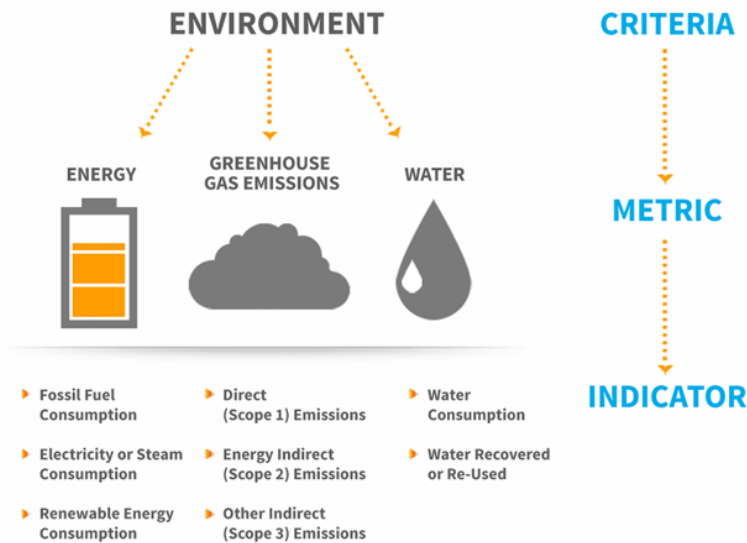 ENVIRONMENT
CRITERIA
ENERGY
GREENHOUSE
GAS EMISSIONS
WATER
METRIC
Fossil Fuel
Consumption
Electricity or Steam
Consumption
Renewable Energy
Consumption
Direct
(Scope 1) Emissions
Energy Indirect
(Scope 2) Emissions
Other Indirect
(Scope 3) Emissions
Water
Consumption
Water Recovered
or Re-Used
INDICATOR